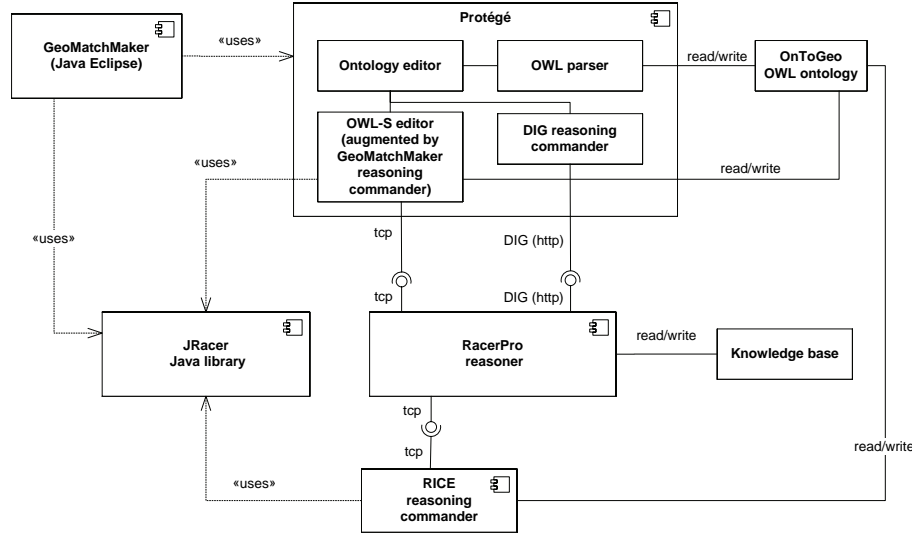 GeoMatchMaker
(Java Eclipse)
«uses»
Protégé
Ontology editor
OWL parser
read/write
OnToGeo
OWL ontology
OWL-S editor
(augmented by
GeoMatchMaker
reasoning
commander)
DIG reasoning
commander
«uses»
read/write
«uses»
tcp
DIG (http)
tcp
DIG (http)
JRacer
Java library
RacerPro
reasoner
read/write
Knowledge base
tcp
tcp
read/write
«uses»
RICE
reasoning
commander